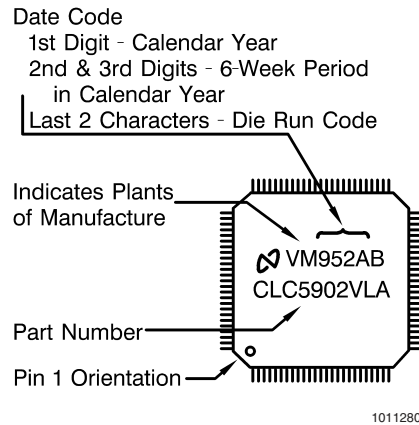 Date Code
1st Digit - Calendar Year
2nd & 3rd Digits - 6-Week Period
in Calendar Year
Last 2 Characters - Die Run Code
Indicates Plants
of Manufacture
VM952AB
CLC5902VLA
Part Number
Pin 1 Orientation
1011280